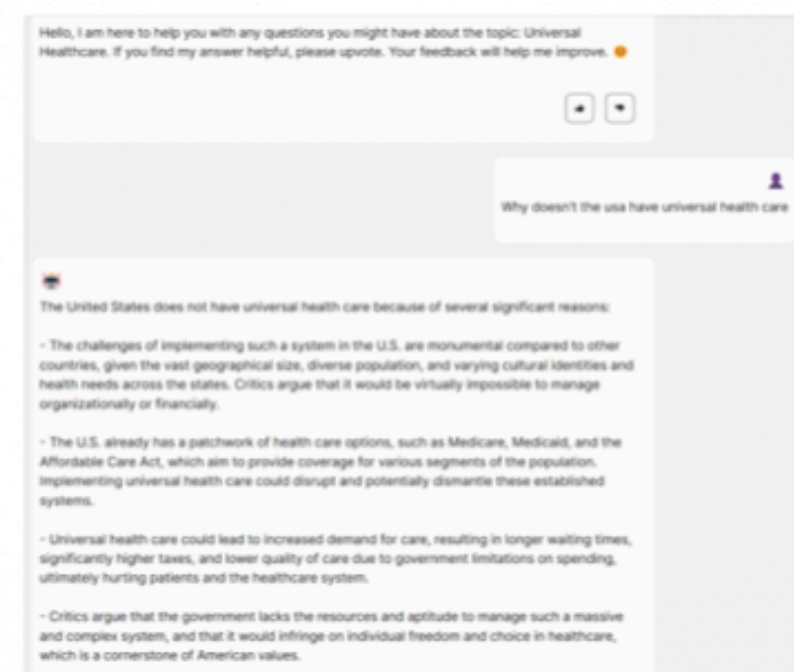 Hello, I am here to help you with any questions you might have about the topic: Universal
Healthcare. If you find my answer helpful, please upvote. Your feedback will help me improve.
Why doesn't the usa have universal health care
The United States does not have universal health care because of several significant reasons:
- The challenges of implementing such a system in the U.S. are monumental compared to other
countries, given the vast geographical size, diverse population, and varying cultural identities and
health needs across the states. Critics argue that it would be virtually impossible to manage
organizationally or financially.
- The U.S. already has a patchwork of health care options, such as Medicare, Medicaid, and the
Affordable Care Act, which aim to provide coverage for various segments of the population.
Implementing universal health care could disrupt and potentially dismantle these established
systems.
- Universal health care could lead to increased demand for care, resulting in longer waiting times,
significantly higher taxes, and lower quality of care due to government limitations on spending,
ultimately hurting patients and the healthcare system.
- Critics argue that the government lacks the resources and aptitude to manage such a massive
and complex system, and that it would infringe on individual freedom and choice in healthcare,
which is a cornerstone of American values.